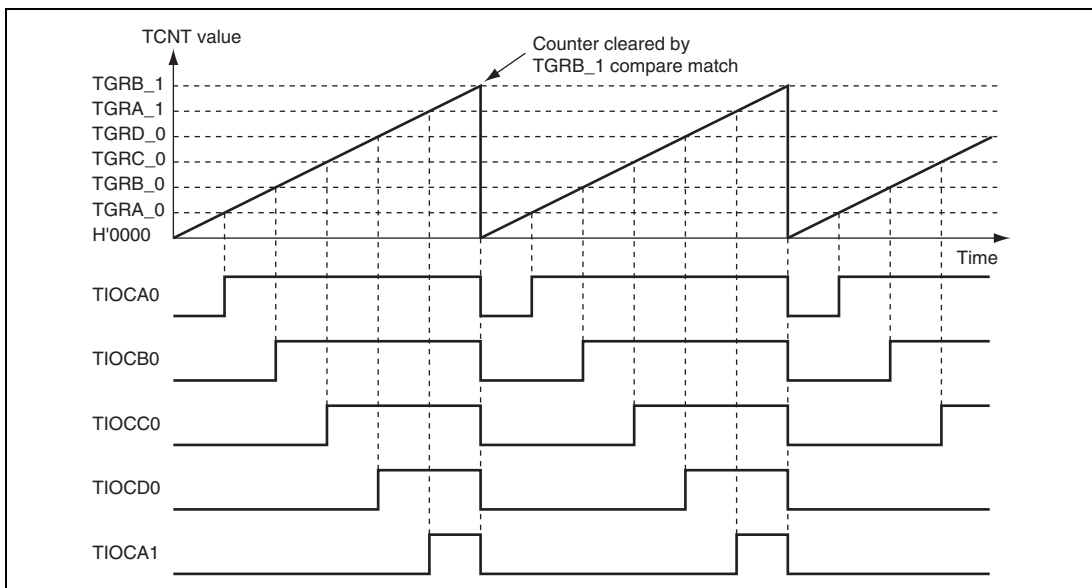 TCNT value
Counter cleared by
TGRB_1 compare match
TGRB_1
TGRA_1
TGRD_0
TGRC_0
TGRB_0
TGRA_0
H'0000
Time
TIOCA0
TIOCB0
TIOCC0
TIOCD0
TIOCA1